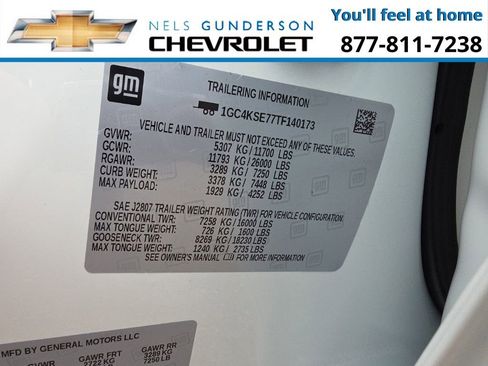 NELS GUNDERSON
CHEVROLET
You'll feel at home
877-811-7238
gm
TRAILERING INFORMATION
1GC4KSE77TF140173
VEHICLE AND TRAILER MUST NOT EXCEED ANY OF THESE VALUES.
GVWR: 5307 KG/11700 LBS
GCWR: 11793 KG/26000 LBS
RGAWR: 3289 KG/ 7250 LBS
CURB WEIGHT: 3378 KG/ 7448 LBS
MAX PAYLOAD: 1929 KG/ 4252 LBS
SAE J2807 TRAILER WEIGHT RATING (TWR) FOR VEHICLE CONFIGURATION.
CONVENTIONAL TWR: 7258 KG/16000 LBS
MAX TONGUE WEIGHT: 726 KG/ 1600 LBS
GOOSENECK TWR: 8269 KG/18230 LBS
MAX TONGUE WEIGHT: 1240 KG/ 2735 LBS
SEE OWNER'S MANUAL FOR ADDITIONAL INFORMATION
MFD BY GENERAL MOTORS LLC
GVWR GAWR FRT GAWR RR
2722 KG 3289 KG
7250 LB